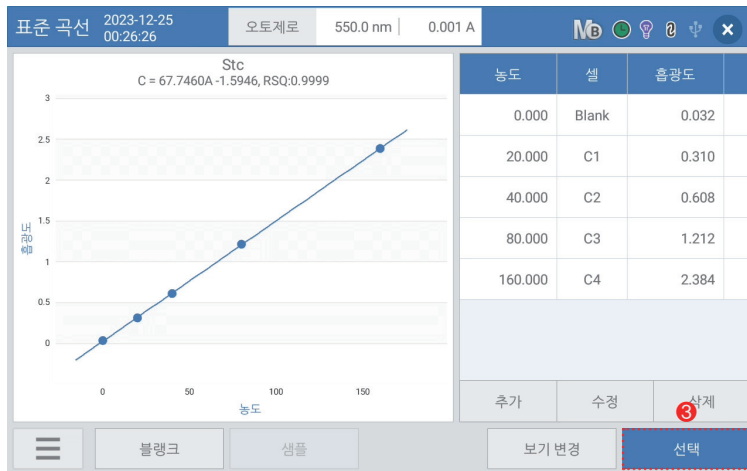 표준 곡선
2023-12-25
00:26:26
오토제로
550.0 nm
0.001 A
MB
Stc
C = 67.7460A -1.5946, RSQ:0.9999
3
2.5
2
1.5
1
0.5
0
흡광도
0 50 100 150
농도
농도 셀 흡광도
0.000 Blank 0.032
20.000 C1 0.310
40.000 C2 0.608
80.000 C3 1.212
160.000 C4 2.384
추가 수정 삭제
3
블랭크 샘플 보기 변경 선택